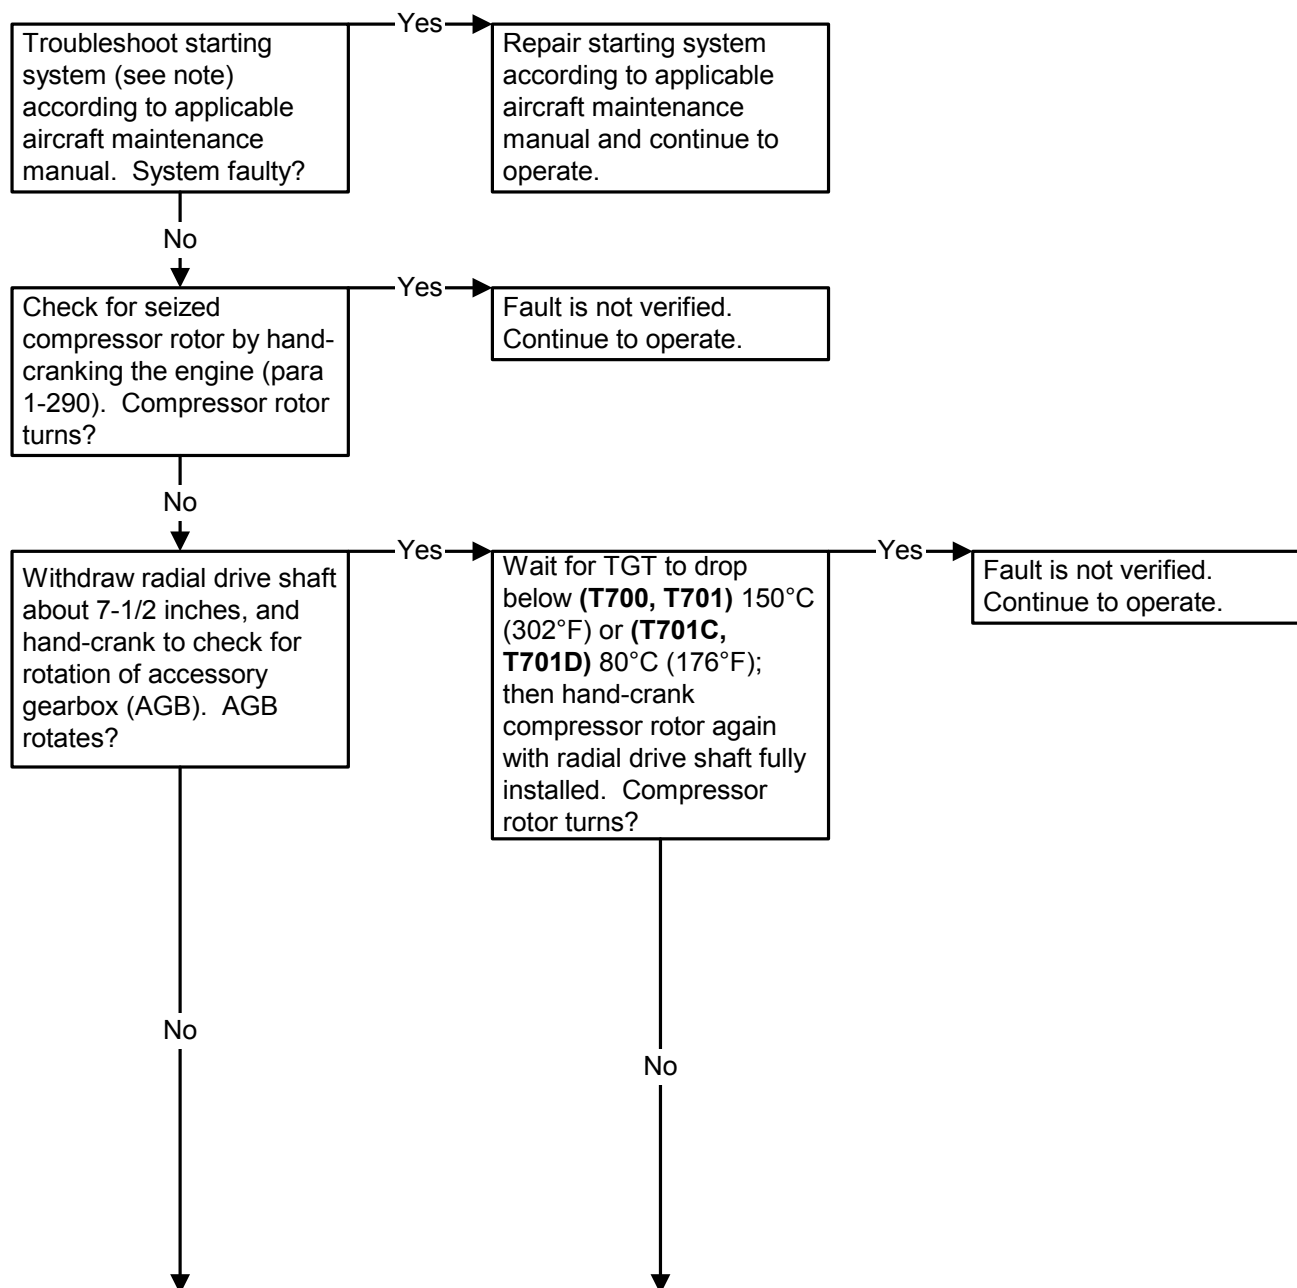 Troubleshoot starting
system (see note)
according to applicable
aircraft maintenance
manual.  System faulty?
Yes
Repair starting system
according to applicable
aircraft maintenance
manual and continue to
operate.
No
Check for seized
compressor rotor by hand-
cranking the engine (para
1-290).  Compressor rotor
turns?
Yes
Fault is not verified.
Continue to operate.
No
Withdraw radial drive shaft
about 7-1/2 inches, and
hand-crank to check for
rotation of accessory
gearbox (AGB).  AGB
rotates?
Yes
Wait for TGT to drop
below (T700, T701) 150°C
(302°F) or (T701C,
T701D) 80°C (176°F);
then hand-crank
compressor rotor again
with radial drive shaft fully
installed.  Compressor
rotor turns?
Yes
Fault is not verified.
Continue to operate.
No
No